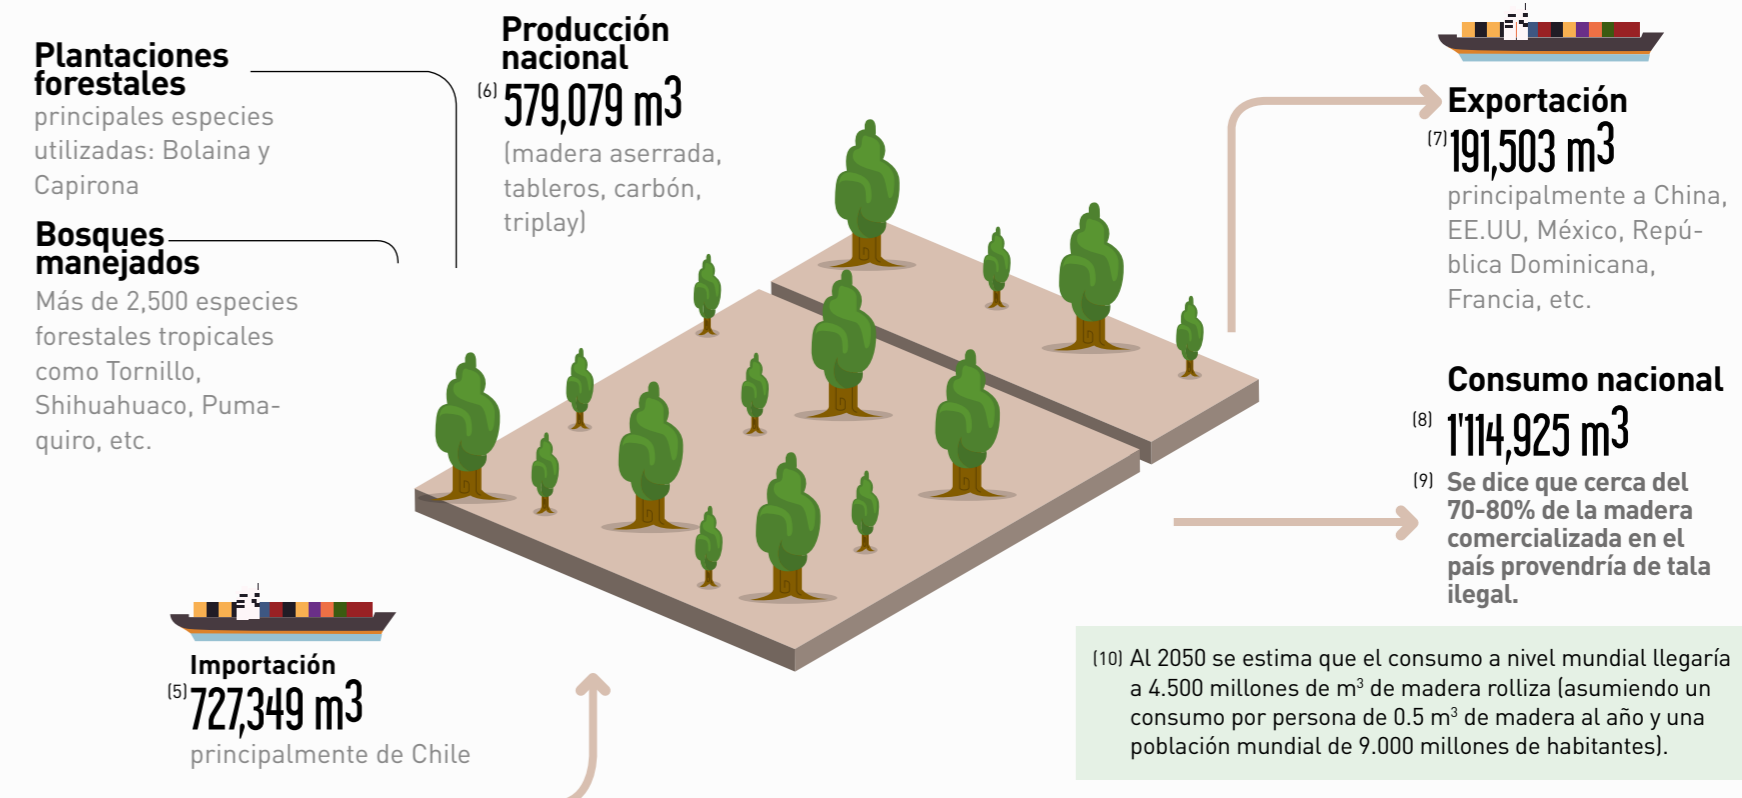 Plantaciones
forestales
principales especies
utilizadas: Bolaina y
Capirona
Bosques
manejados
Más de 2,500 especies
forestales tropicales
como Tornillo,
Shihuahuaco, Puma-
quiro, etc.
Producción
nacional
(6) 579,079 m3
(madera aserrada,
tableros, carbón,
triplay)
Importación
(5) 727,349 m3
principalmente de Chile
Exportación
(7) 191,503 m3
principalmente a China,
EE.UU, México, Repú-
blica Dominicana,
Francia, etc.
Consumo nacional
(8) 1'114,925 m3
(9) Se dice que cerca del
70-80% de la madera
comercializada en el
país provendría de tala
ilegal.
(10) Al 2050 se estima que el consumo a nivel mundial llegaría
a 4.500 millones de m³ de madera rolliza (asumiendo un
consumo por persona de 0.5 m³ de madera al año y una
población mundial de 9.000 millones de habitantes).